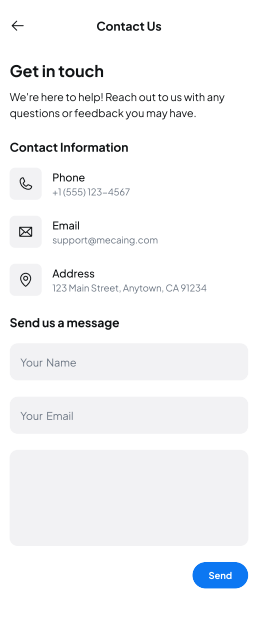 Contact Us
Get in touch
We're here to help! Reach out to us with any
questions or feedback you may have.
Contact Information
Phone
+1 (555) 123-4567
Email
support@mecaing.com
Address
123 Main Street, Anytown, CA 91234
Send us a message
Your Name
Your Email
Send